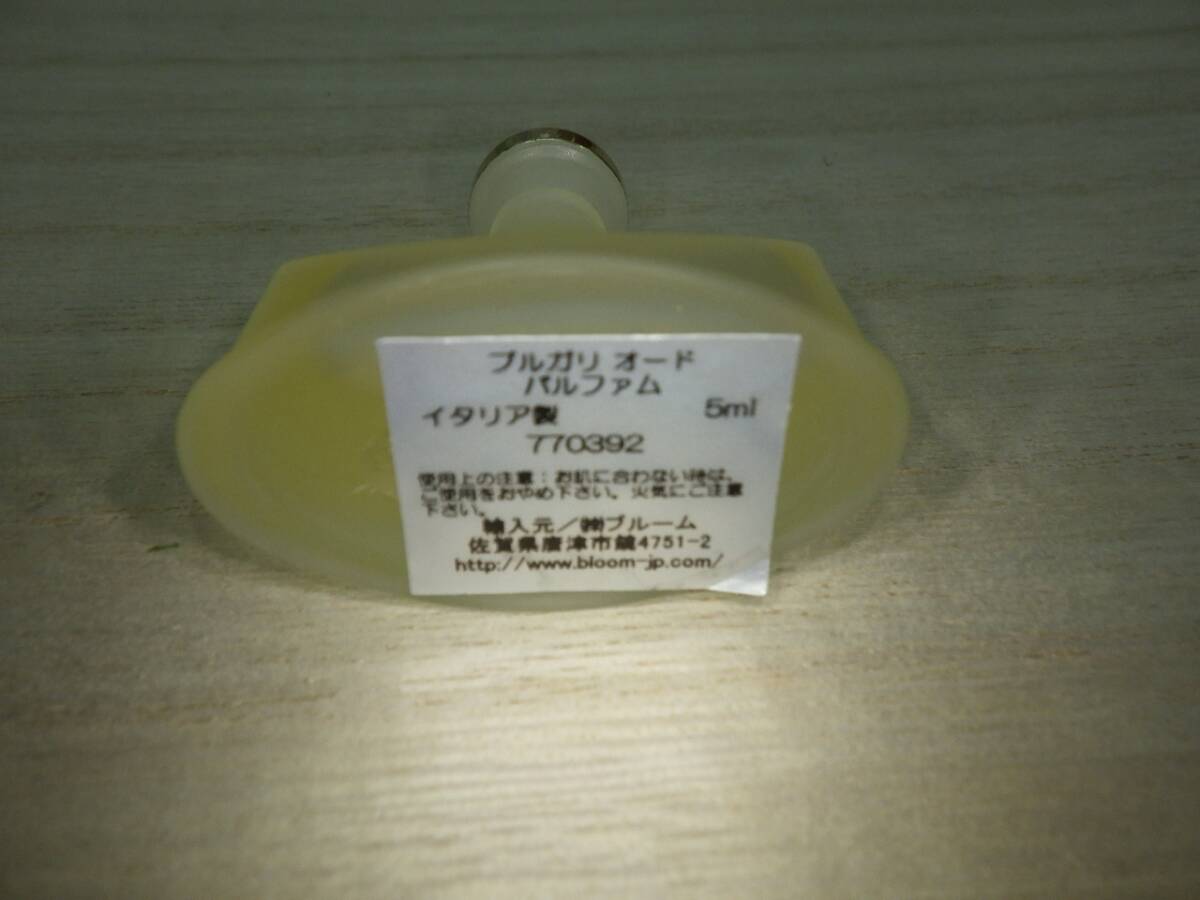 ブルガリ オード
パルファム
イタリア製 5ml
770392
使用上の注意：お肌に合わない時は、
ご使用をおやめ下さい。火気にご注意
下さい。
輸入元／㈱ブルーム
佐賀県唐津市鏡4751-2
http://www.bloom-jp.com/